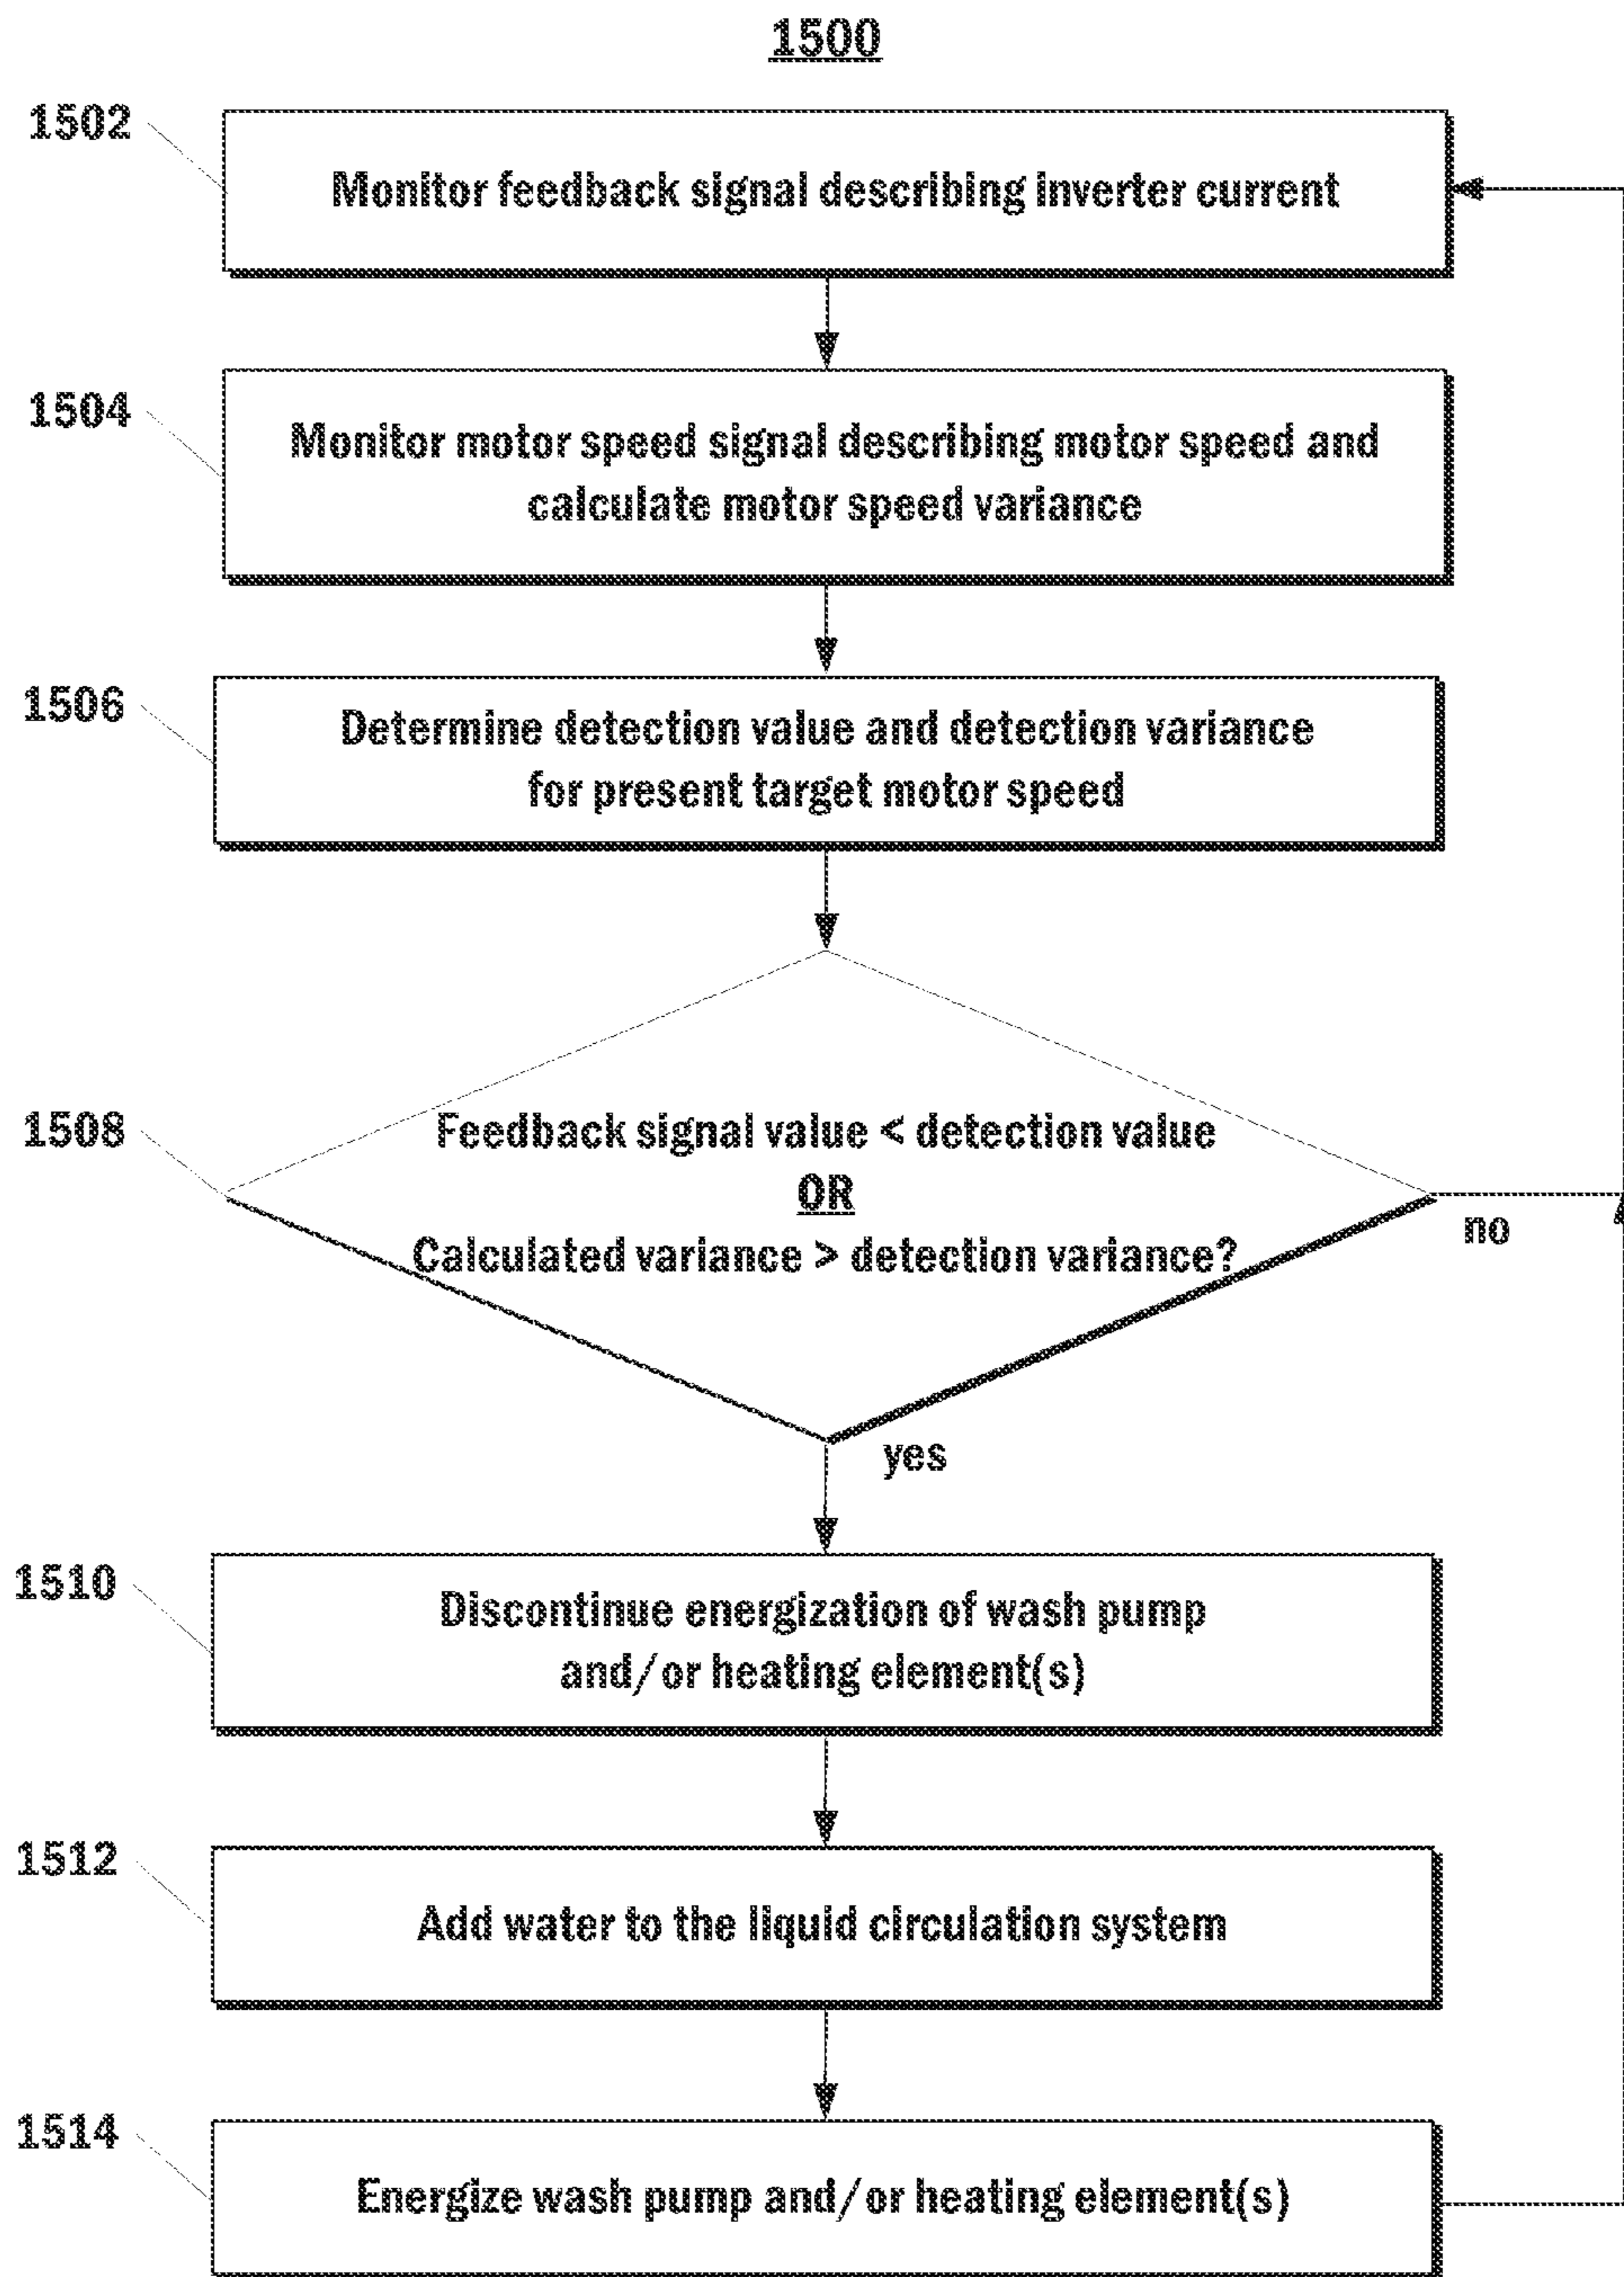 1500
1502
Monitor feedback signal describing inverter current
1504
Monitor motor speed signal describing motor speed and
calculate motor speed variance
1506
Determine detection value and detection variance
for present target motor speed
1508
Feedback signal value < detection value
OR
Calculated variance > detection variance?
no
yes
1510
Discontinue energization of wash pump
and/or heating element(s)
1512
Add water to the liquid circulation system
1514
Energize wash pump and/or heating element(s)